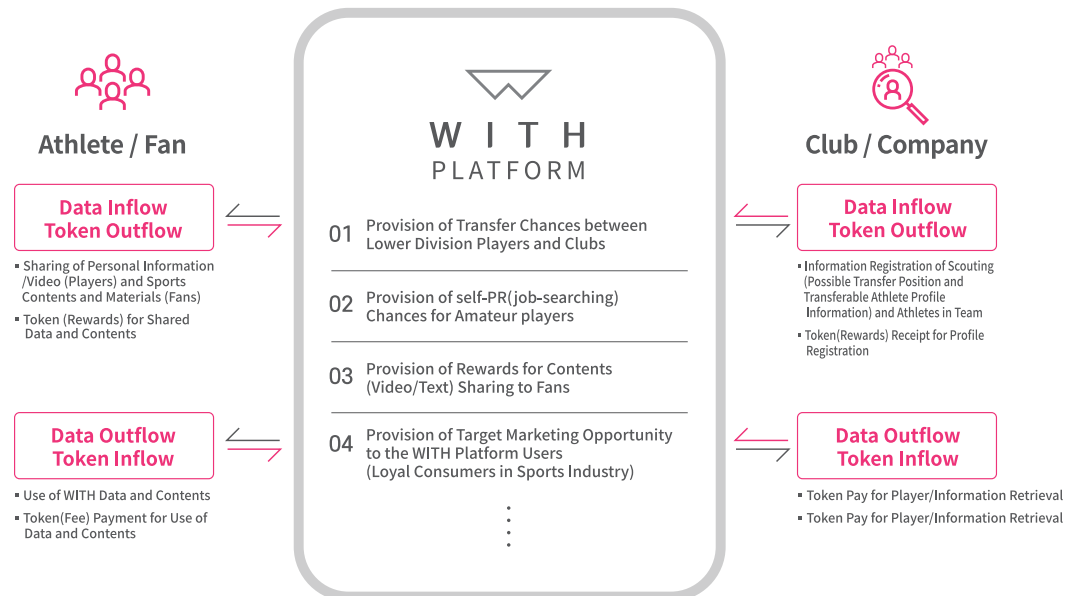 Athlete / Fan
Data Inflow
Token Outflow
▪ Sharing of Personal Information
/Video (Players) and Sports
Contents and Materials (Fans)
▪ Token (Rewards) for Shared
Data and Contents
Data Outflow
Token Inflow
▪ Use of WITH Data and Contents
▪ Token(Fee) Payment for Use of
Data and Contents
WITH
PLATFORM
01 Provision of Transfer Chances between
Lower Division Players and Clubs
02 Provision of self-PR(job-searching)
Chances for Amateur players
03 Provision of Rewards for Contents
(Video/Text) Sharing to Fans
04 Provision of Target Marketing Opportunity
to the WITH Platform Users
(Loyal Consumers in Sports Industry)
Club / Company
Data Inflow
Token Outflow
▪ Information Registration of Scouting
(Possible Transfer Position and
Transferable Athlete Profile
Information) and Athletes in Team
▪ Token(Rewards) Receipt for Profile
Registration
Data Outflow
Token Inflow
▪ Token Pay for Player/Information Retrieval
▪ Token Pay for Player/Information Retrieval